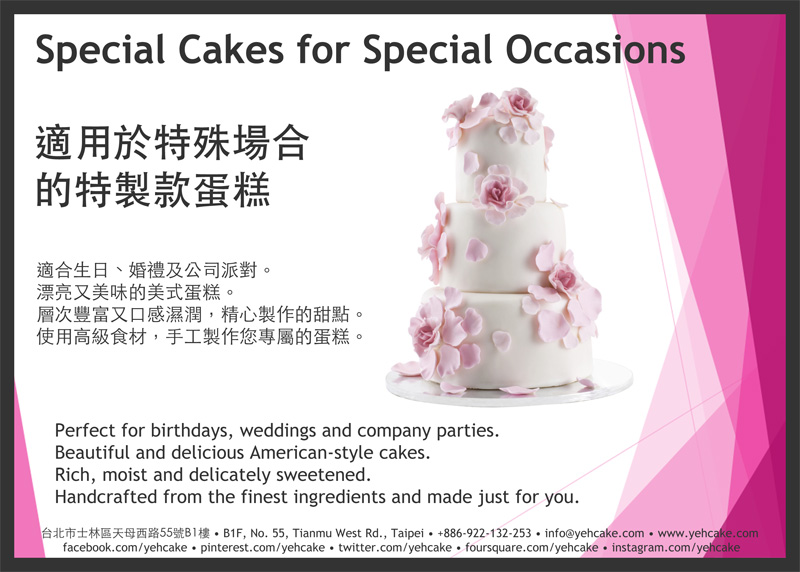 Special Cakes for Special Occasions
適用於特殊場合
的特製款蛋糕
適合生日、婚禮及公司派對。
漂亮又美味的美式蛋糕。
層次豐富又口感濕潤，精心製作的甜點。
使用高級食材，手工製作您專屬的蛋糕。
Perfect for birthdays, weddings and company parties.
Beautiful and delicious American-style cakes.
Rich, moist and delicately sweetened.
Handcrafted from the finest ingredients and made just for you.
台北市士林區天母西路55號B1樓 • B1F, No. 55, Tianmu West Rd., Taipei • +886-922-132-253 • info@yehcake.com • www.yehcake.com
facebook.com/yehcake • pinterest.com/yehcake • twitter.com/yehcake • foursquare.com/yehcake • instagram.com/yehcake